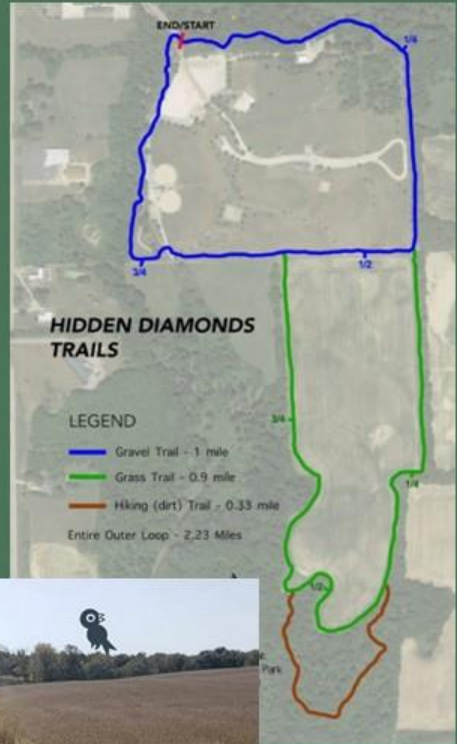 END/START
1/4
3/4
1/2
HIDDEN DIAMONDS
TRAILS
3/4
LEGEND
Gravel Trail - 1 mile
Grass Trail - 0.9 mile
1/4
Hiking (dirt) Trail - 0.33 mile
Entire Outer Loop - 2.23 Miles
1/2
Park